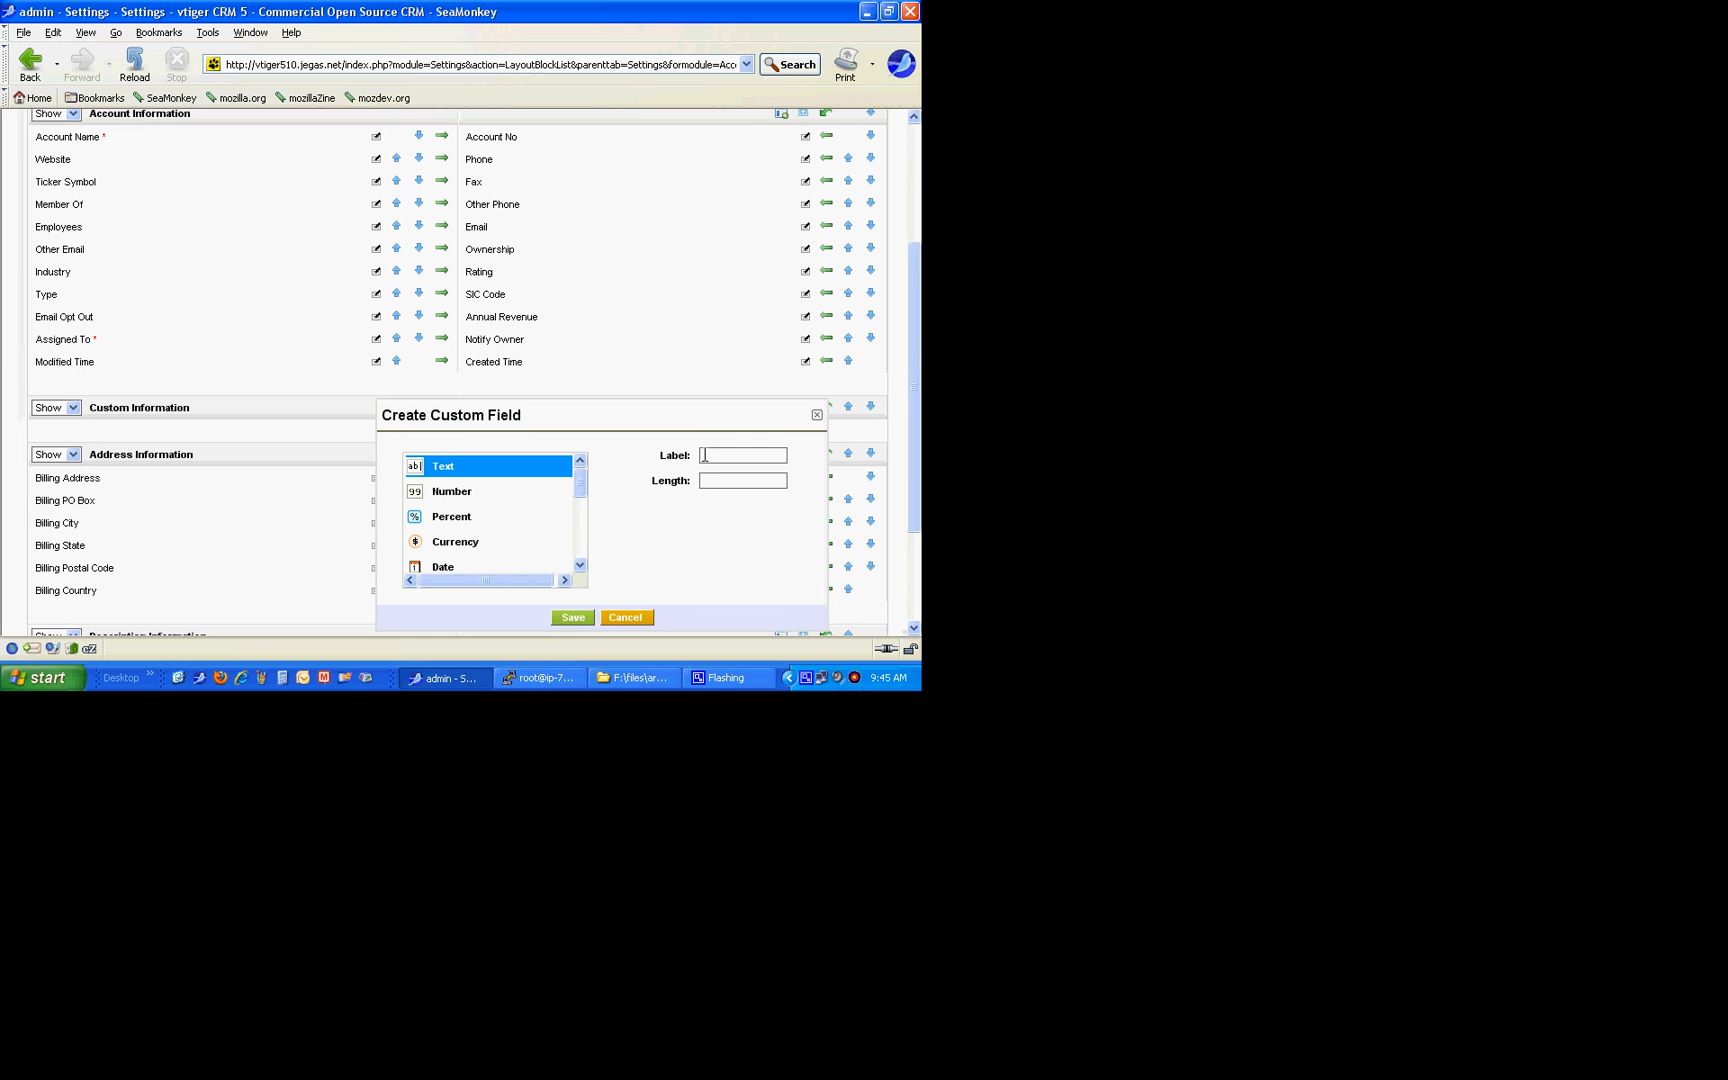 admin - Settings - Settings - vtiger CRM 5 - Commercial Open Source CRM - SeaMonkey
File Edit View Go Bookmarks Tools Window Help
http://vtiger510.jegas.net/index.php?module=Settings&action=LayoutBlockList&parenttab=Settings&formodule=Acc
Search
Back Forward Reload Stop Print
Home Bookmarks SeaMonkey mozilla.org mozillaZine mozdev.org
Show Account Information
Account Name * Account No
Website Phone
Ticker Symbol Fax
Member Of Other Phone
Employees Email
Other Email Ownership
Industry Rating
Type SIC Code
Email Opt Out Annual Revenue
Assigned To * Notify Owner
Modified Time Created Time
Show Custom Information
Create Custom Field
Show Address Information
Label:
ab| Text
Billing Address
Length:
99 Number
Billing PO Box
% Percent
Billing City
$ Currency
Billing State
1 Date
Billing Postal Code
Billing Country
Save Cancel
Show Description Information
start Desktop » admin - S... root@ip-7... F:\files\ar... Flashing 9:45 AM